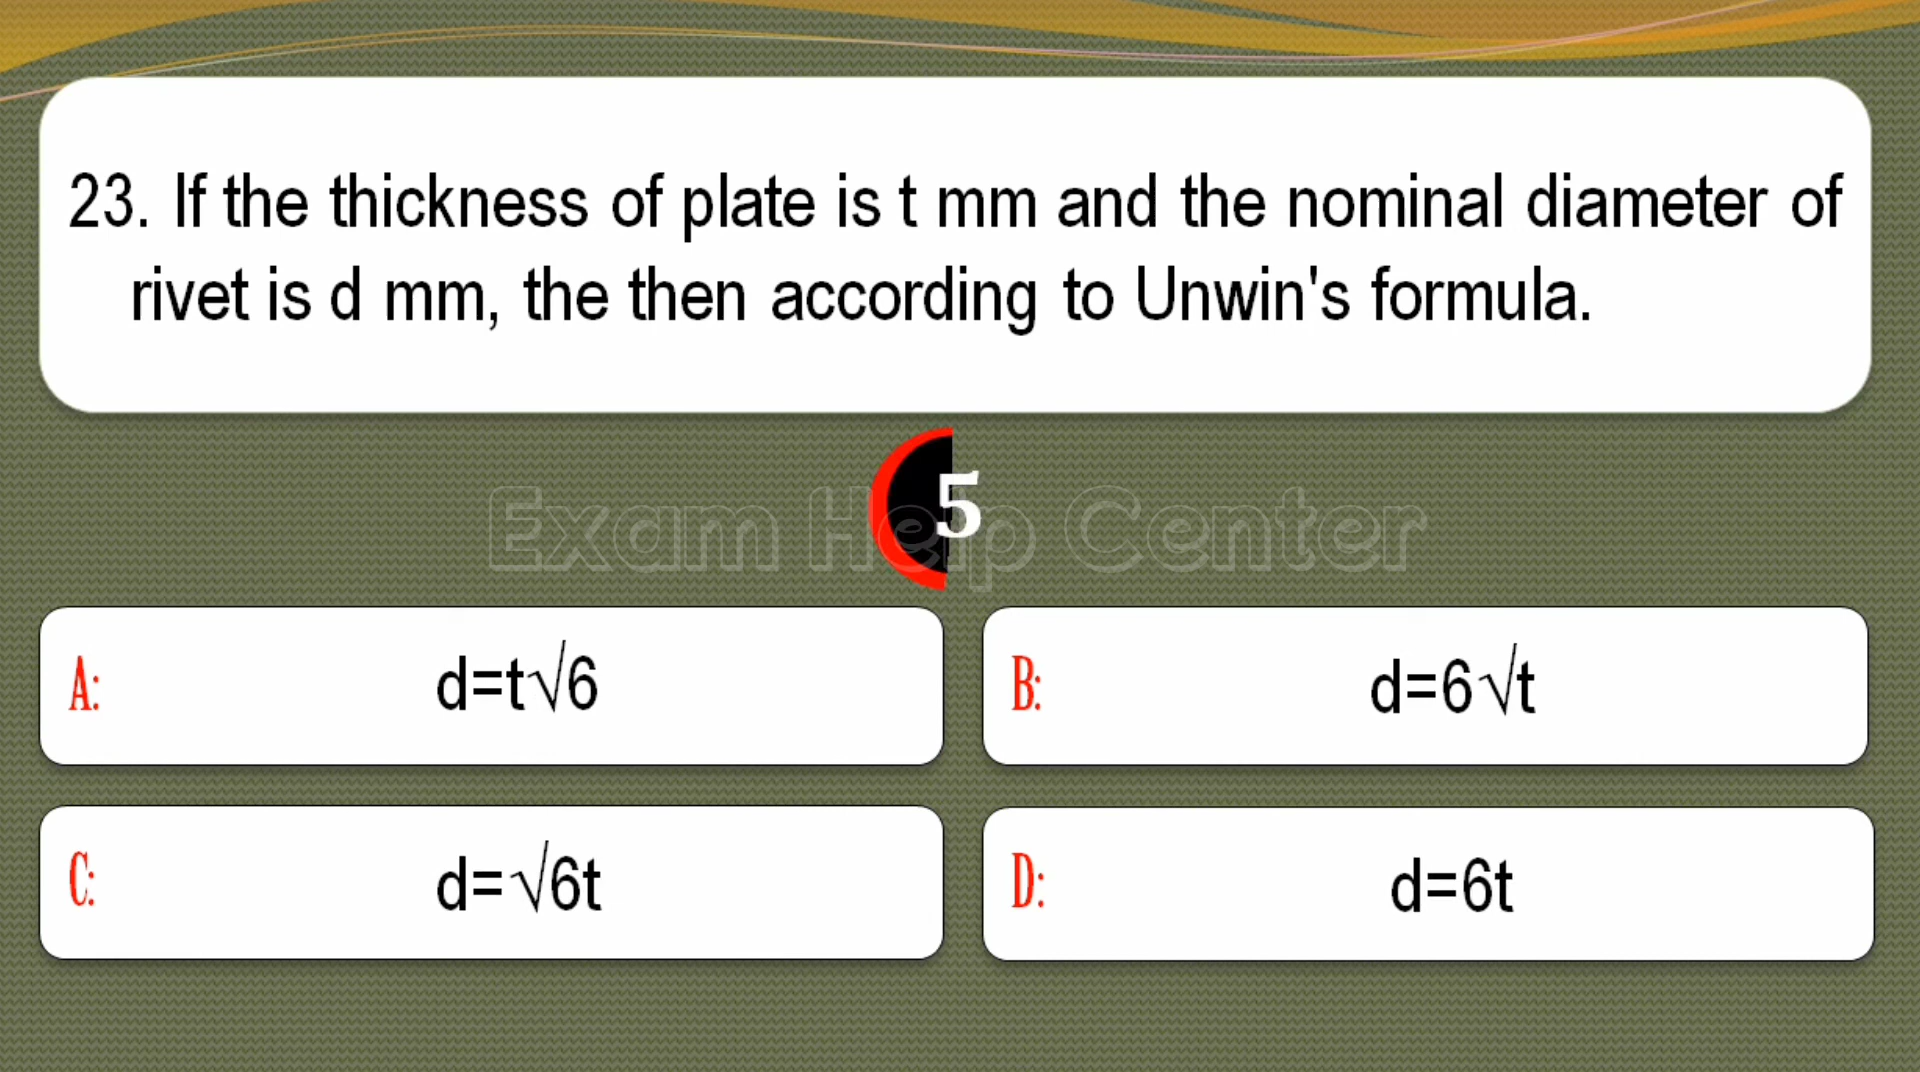 23. If the thickness of plate is t mm and the nominal diameter of
rivet is d mm, the then according to Unwin's formula.
5
Exam Help Center
A: d=t√6
B: d=6√t
C: d=√6t
D: d=6t